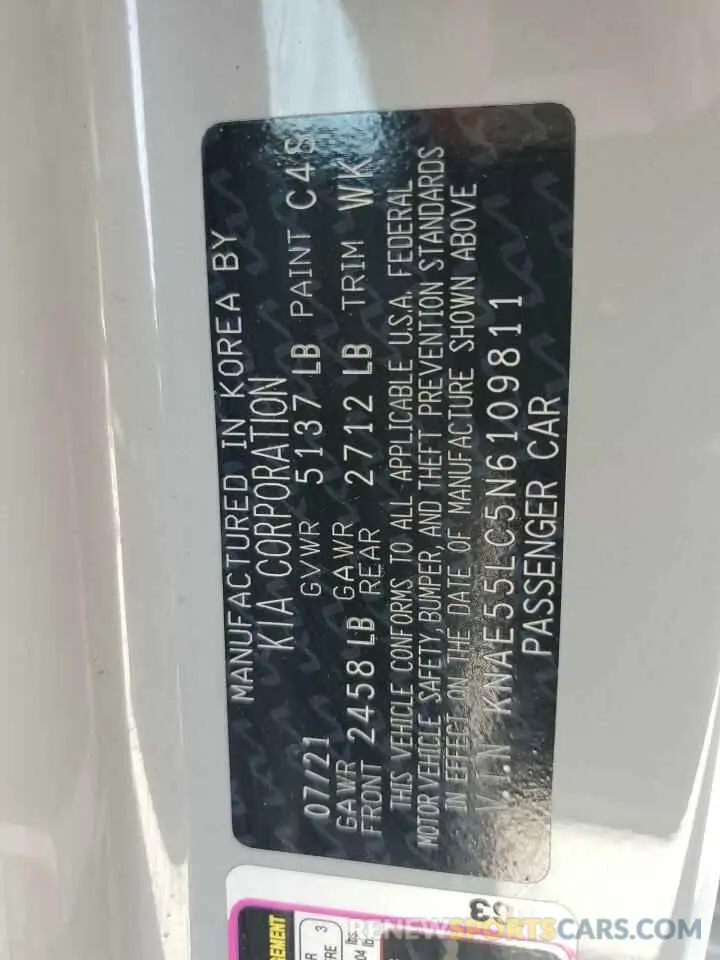 MANUFACTURED IN KOREA BY
KIA CORPORATION
07/21 GVWR 5137 LB PAINT C4S
GAWR FRONT 2458 LB GAWR REAR 2712 LB TRIM WK
THIS VEHICLE CONFORMS TO ALL APPLICABLE U.S.A. FEDERAL
MOTOR VEHICLE SAFETY, BUMPER, AND THEFT PREVENTION STANDARDS
IN EFFECT ON THE DATE OF MANUFACTURE SHOWN ABOVE
V.I.N KNAE55LC5N6109811
PASSENGER CAR
RENEWSPORTSCARS.COM